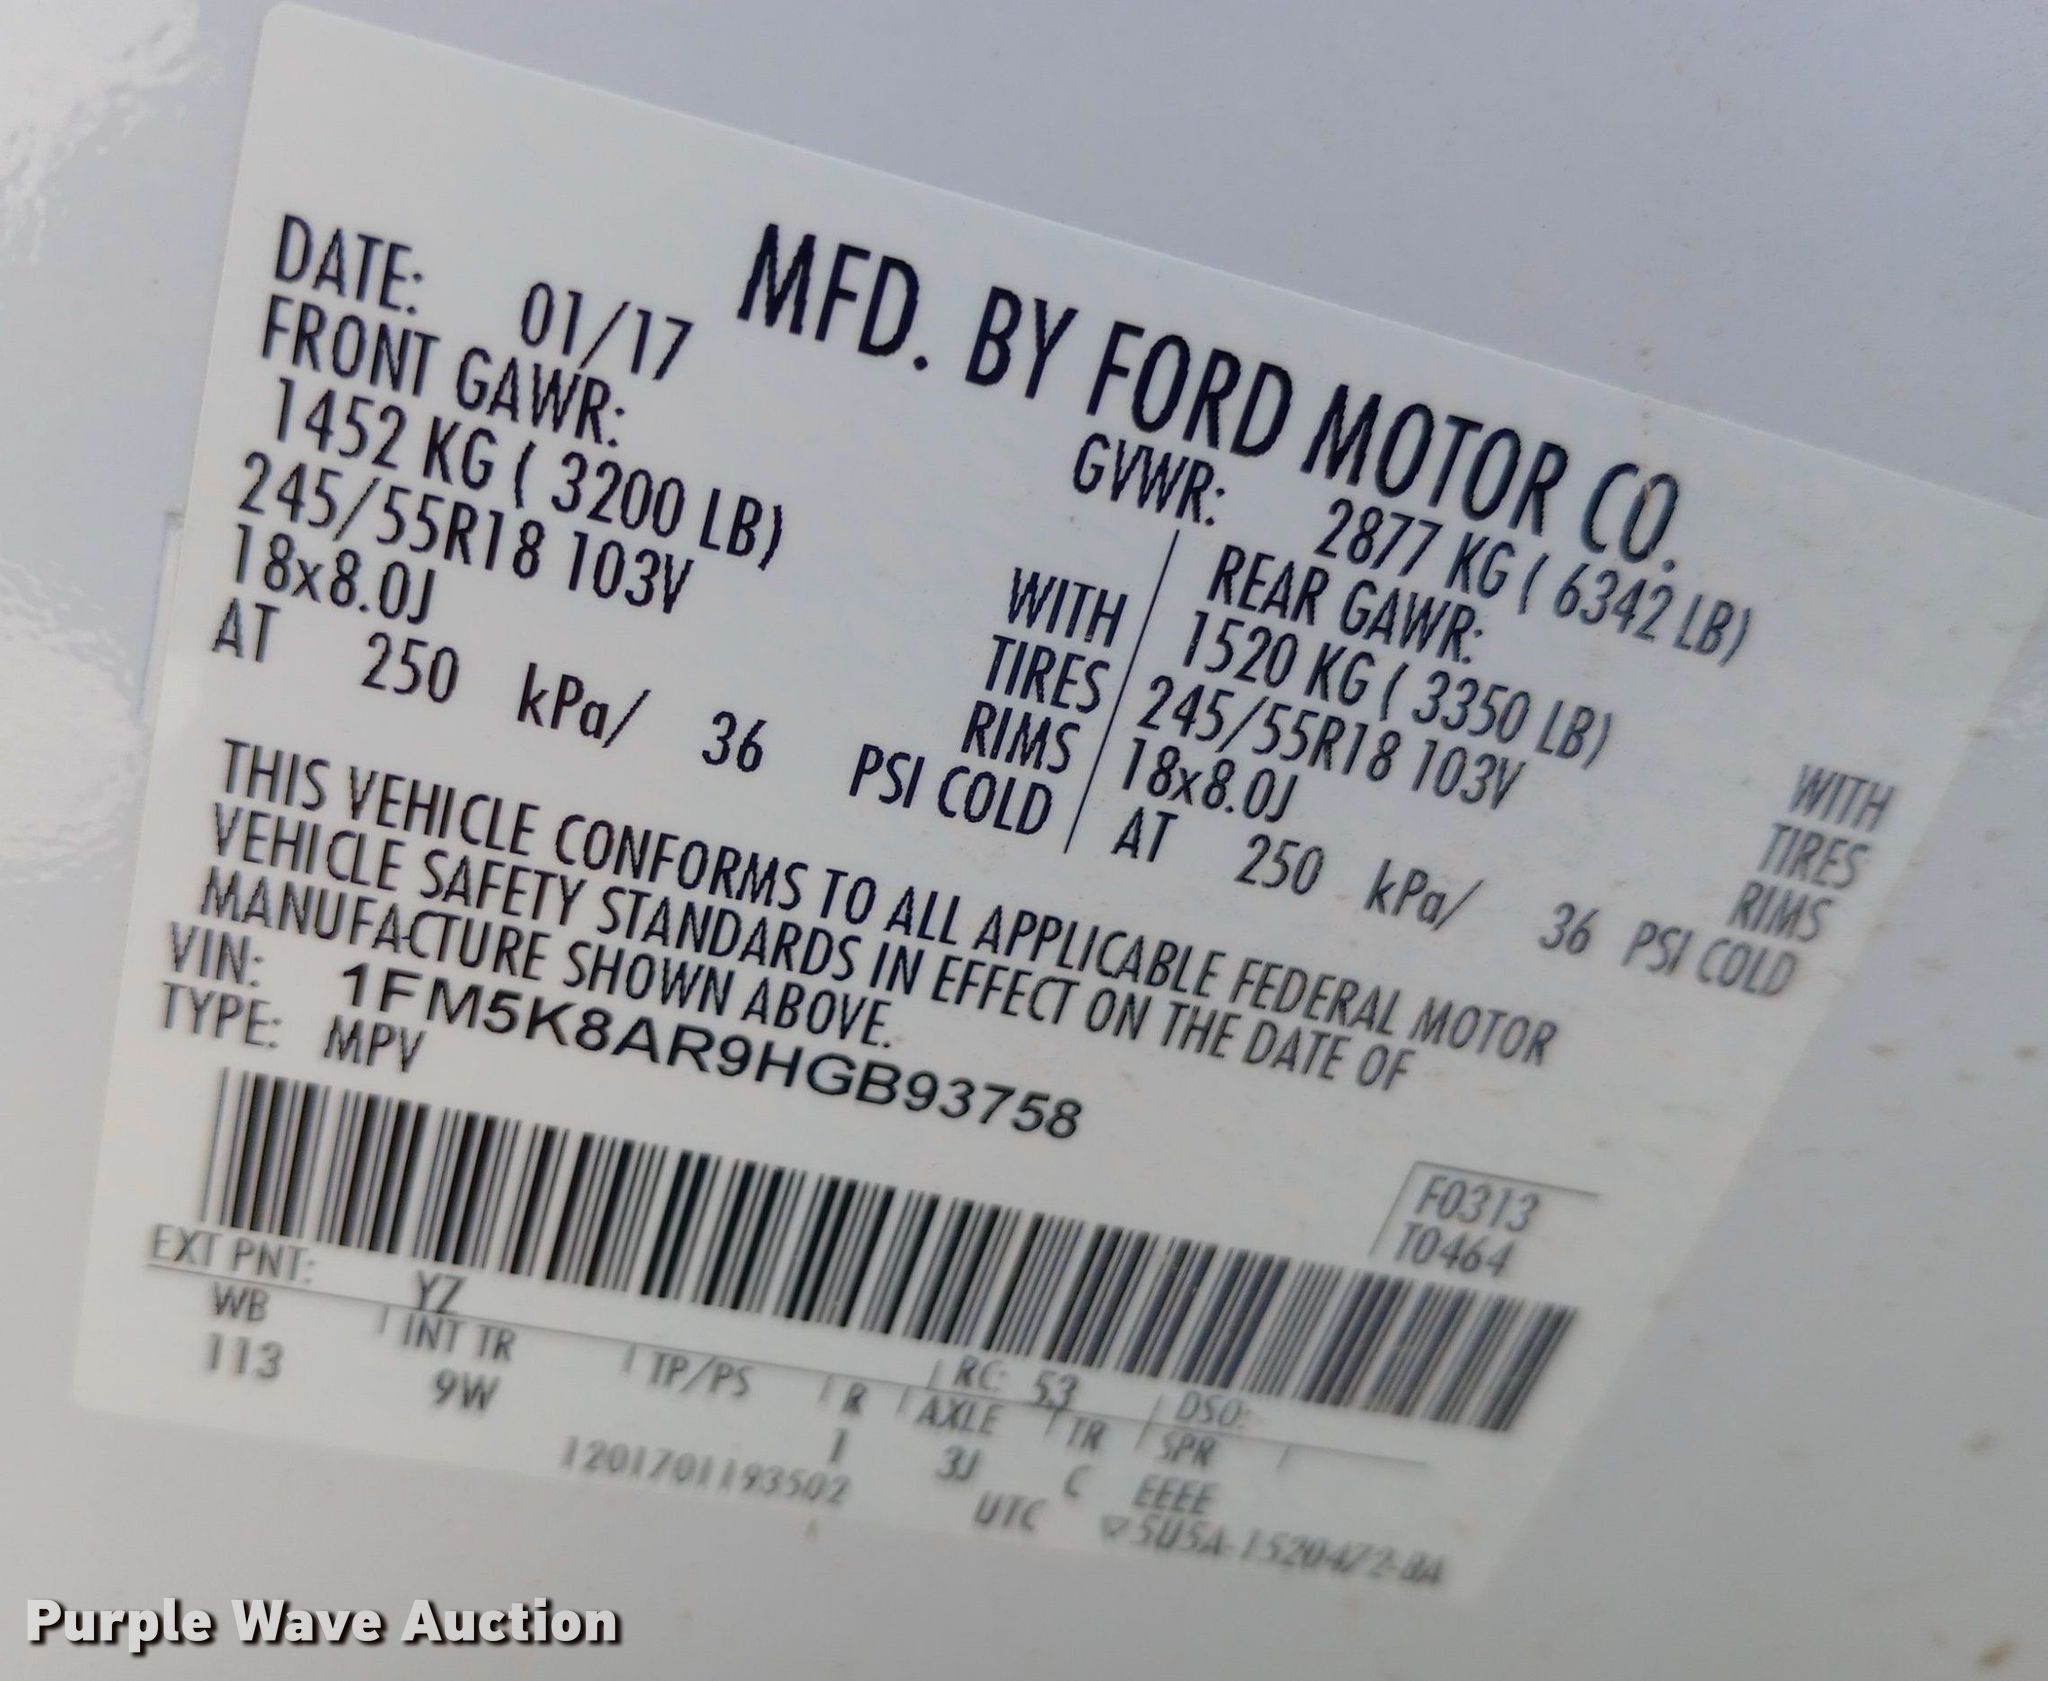 MFD. BY FORD MOTOR CO.
DATE: 01/17 GVWR: 2877 KG ( 6342 LB)
FRONT GAWR: REAR GAWR:
1452 KG ( 3200 LB) WITH 1520 KG ( 3350 LB) WITH
245/55R18 103V TIRES 245/55R18 103V TIRES
18x8.0J RIMS 18x8.0J RIMS
AT 250 kPa/ 36 PSI COLD AT 250 kPa/ 36 PSI COLD
THIS VEHICLE CONFORMS TO ALL APPLICABLE FEDERAL MOTOR
VEHICLE SAFETY STANDARDS IN EFFECT ON THE DATE OF
MANUFACTURE SHOWN ABOVE.
VIN: 1FM5K8AR9HGB93758
TYPE: MPV
F0313
T0464
EXT PNT: YZ RC: 53 DSO:
WB INT TR TP/PS R AXLE TR SPR
113 9W 1 3J C EEEE
1201701193502 UTC ▽5U5A-1520472-BA
Purple Wave Auction